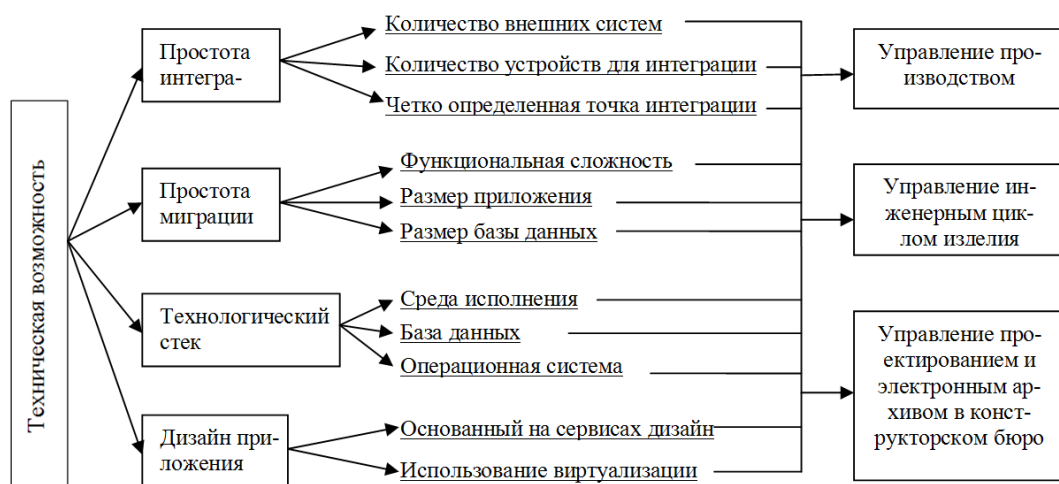 Техническая возможность
Простота
интегра-
Количество внешних систем
Количество устройств для интеграции
Четко определенная точка интеграции
Простота
миграции
Функциональная сложность
Размер приложения
Размер базы данных
Технологический
стек
Среда исполнения
База данных
Операционная система
Дизайн при-
ложения
Основанный на сервисах дизайн
Использование виртуализации
Управление про-
изводством
Управление ин-
женерным цик-
лом изделия
Управление про-
ектированием и
электронным ар-
хивом в конст-
рукторском бюро